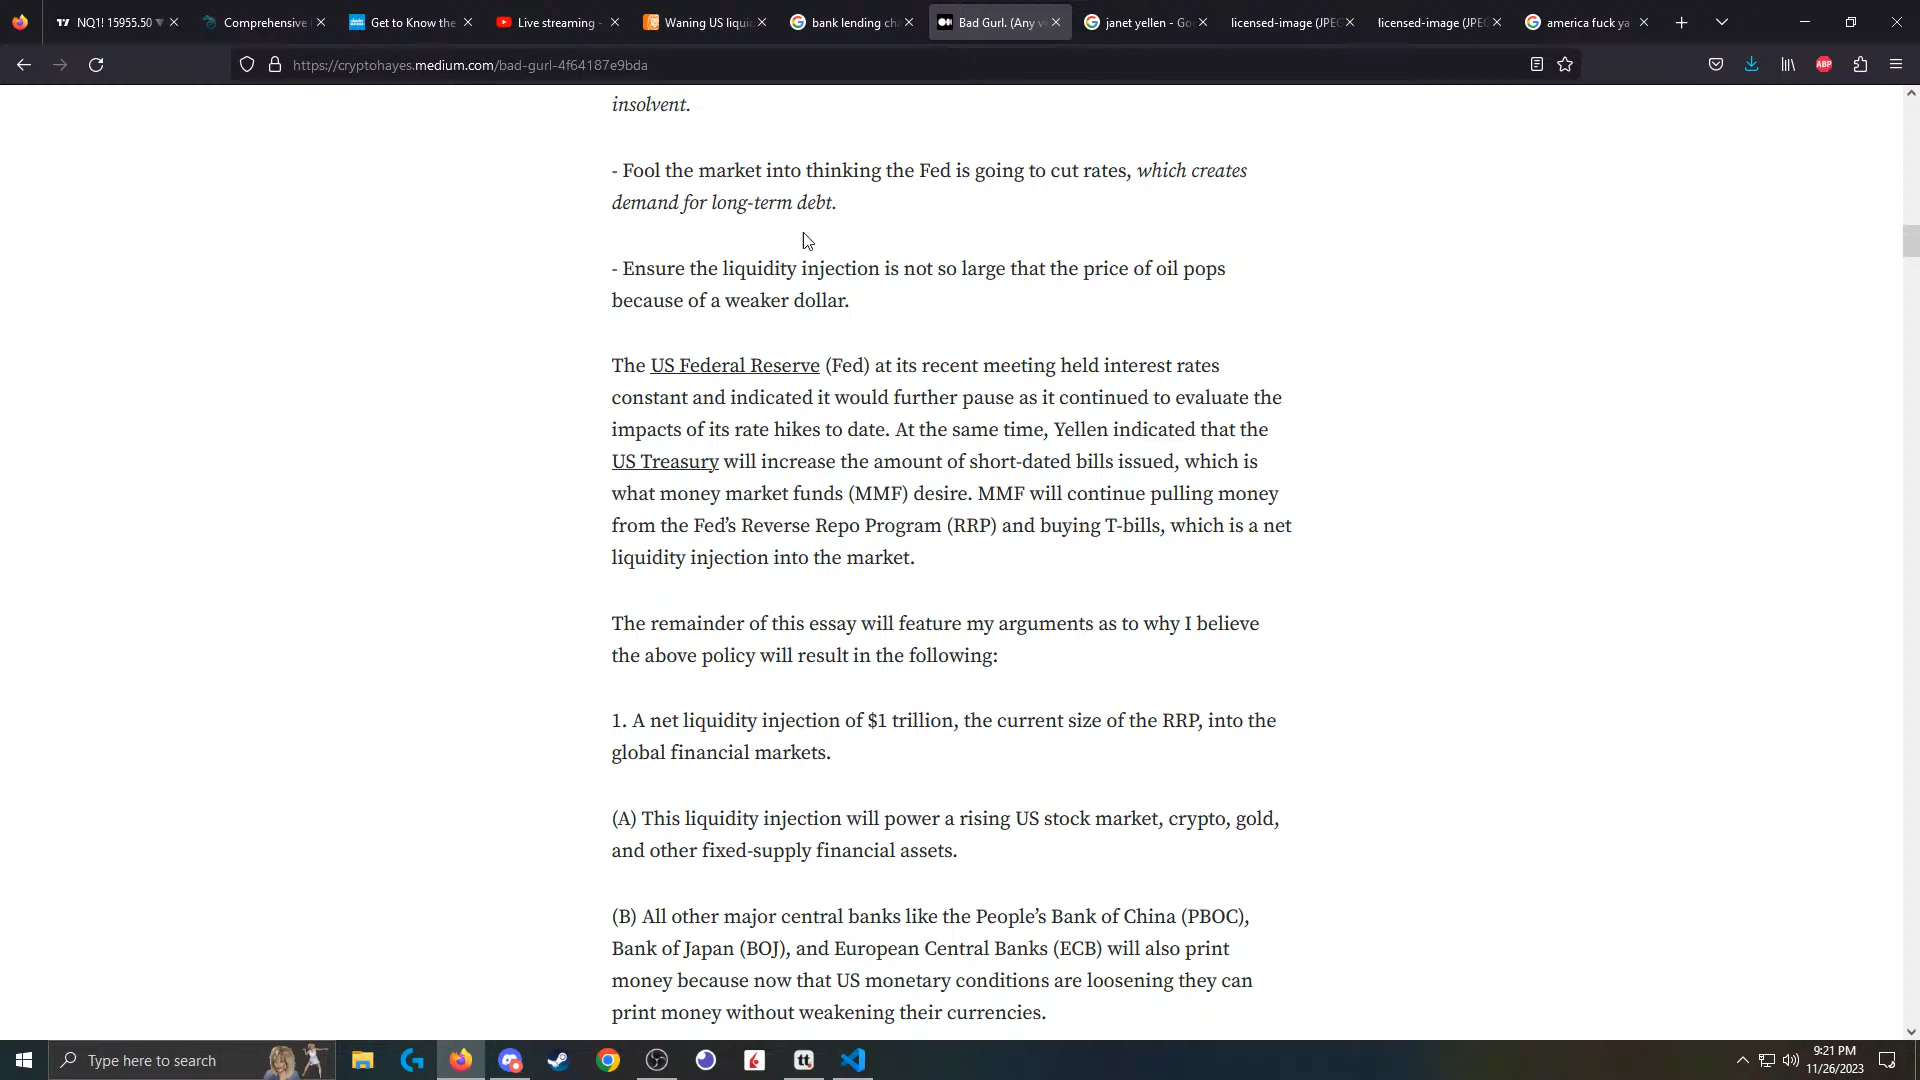 NQ1! 15955.50
Comprehensive
Get to Know the
Live streaming -
Waning US liquid
bank lending cha
Bad Gurl. (Any v
janet yellen - Go
licensed-image (JPEG
licensed-image (JPEG
america fuck ya
https://cryptohayes.medium.com/bad-gurl-4f64187e9bda
ABP
insolvent.
- Fool the market into thinking the Fed is going to cut rates, which creates
demand for long-term debt.
- Ensure the liquidity injection is not so large that the price of oil pops
because of a weaker dollar.
The US Federal Reserve (Fed) at its recent meeting held interest rates
constant and indicated it would further pause as it continued to evaluate the
impacts of its rate hikes to date. At the same time, Yellen indicated that the
US Treasury will increase the amount of short-dated bills issued, which is
what money market funds (MMF) desire. MMF will continue pulling money
from the Fed’s Reverse Repo Program (RRP) and buying T-bills, which is a net
liquidity injection into the market.
The remainder of this essay will feature my arguments as to why I believe
the above policy will result in the following:
1. A net liquidity injection of $1 trillion, the current size of the RRP, into the
global financial markets.
(A) This liquidity injection will power a rising US stock market, crypto, gold,
and other fixed-supply financial assets.
(B) All other major central banks like the People’s Bank of China (PBOC),
Bank of Japan (BOJ), and European Central Banks (ECB) will also print
money because now that US monetary conditions are loosening they can
print money without weakening their currencies.
Type here to search
tt
9:21 PM
11/26/2023